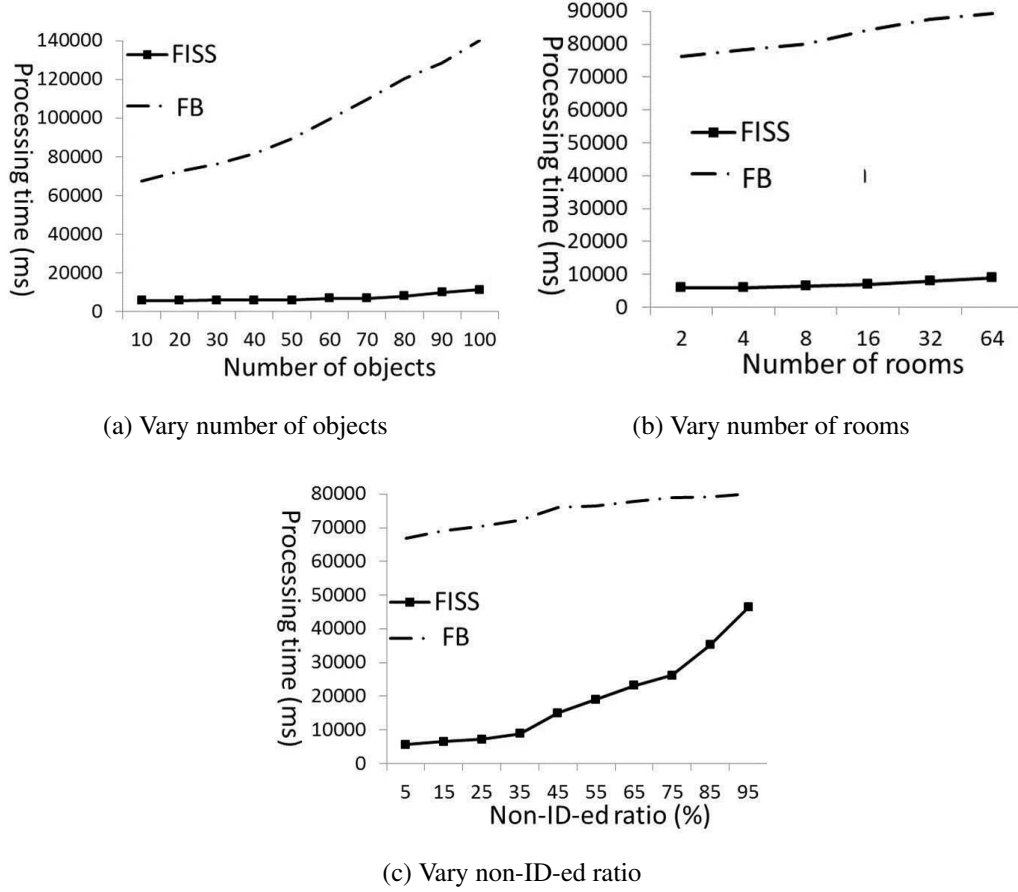 140000
120000
100000
80000
60000
40000
20000
0
Processing time (ms)
FISS
FB
10 20 30 40 50 60 70 80 90 100
Number of objects
(a) Vary number of objects
90000
80000
70000
60000
50000
40000
30000
20000
10000
0
Processing time (ms)
FISS
FB
2 4 8 16 32 64
Number of rooms
(b) Vary number of rooms
80000
70000
60000
50000
40000
30000
20000
10000
0
Processing time (ms)
FISS
FB
5 15 25 35 45 55 65 75 85 95
Non-ID-ed ratio (%)
(c) Vary non-ID-ed ratio